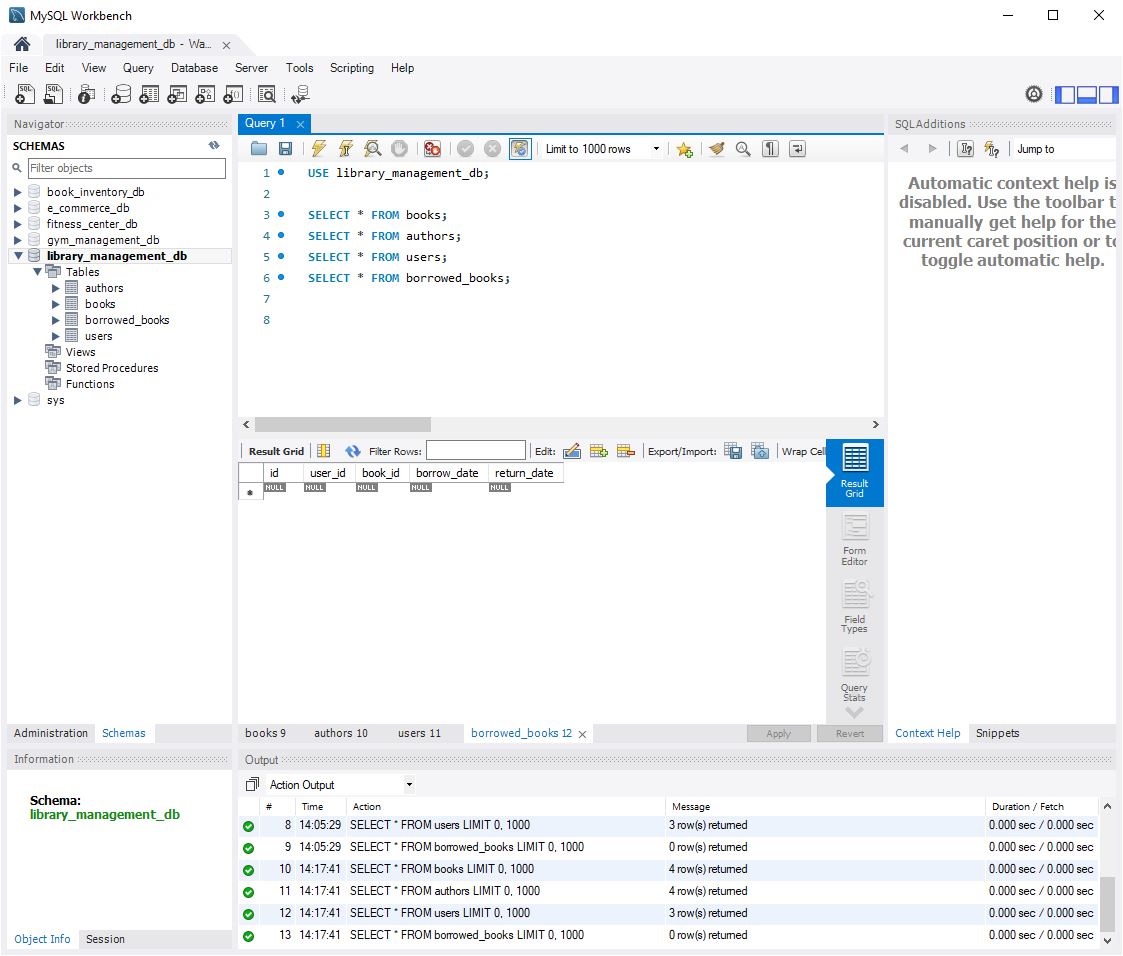 MySQL Workbench
library_management_db - Wa...
File Edit View Query Database Server Tools Scripting Help
Navigator
SCHEMAS
Filter objects
book_inventory_db
e_commerce_db
fitness_center_db
gym_management_db
library_management_db
Tables
authors
books
borrowed_books
users
Views
Stored Procedures
Functions
sys
Administration Schemas
Information
Schema:
library_management_db
Object Info Session
Query 1
Limit to 1000 rows
1 USE library_management_db;
2
3 SELECT * FROM books;
4 SELECT * FROM authors;
5 SELECT * FROM users;
6 SELECT * FROM borrowed_books;
7
8
Result Grid Filter Rows: Edit: Export/Import: Wrap Cell
id user_id book_id borrow_date return_date
NULL NULL NULL NULL NULL
Result
Grid
Form
Editor
Field
Types
Query
Stats
books 9 authors 10 users 11 borrowed_books 12 Apply Revert
SQLAdditions
Jump to
Automatic context help is
disabled. Use the toolbar t
manually get help for the
current caret position or to
toggle automatic help.
Context Help Snippets
Output
Action Output
# Time Action Message Duration / Fetch
8 14:05:29 SELECT * FROM users LIMIT 0, 1000 3 row(s) returned 0.000 sec / 0.000 sec
9 14:05:29 SELECT * FROM borrowed_books LIMIT 0, 1000 0 row(s) returned 0.000 sec / 0.000 sec
10 14:17:41 SELECT * FROM books LIMIT 0, 1000 4 row(s) returned 0.000 sec / 0.000 sec
11 14:17:41 SELECT * FROM authors LIMIT 0, 1000 4 row(s) returned 0.000 sec / 0.000 sec
12 14:17:41 SELECT * FROM users LIMIT 0, 1000 3 row(s) returned 0.000 sec / 0.000 sec
13 14:17:41 SELECT * FROM borrowed_books LIMIT 0, 1000 0 row(s) returned 0.000 sec / 0.000 sec